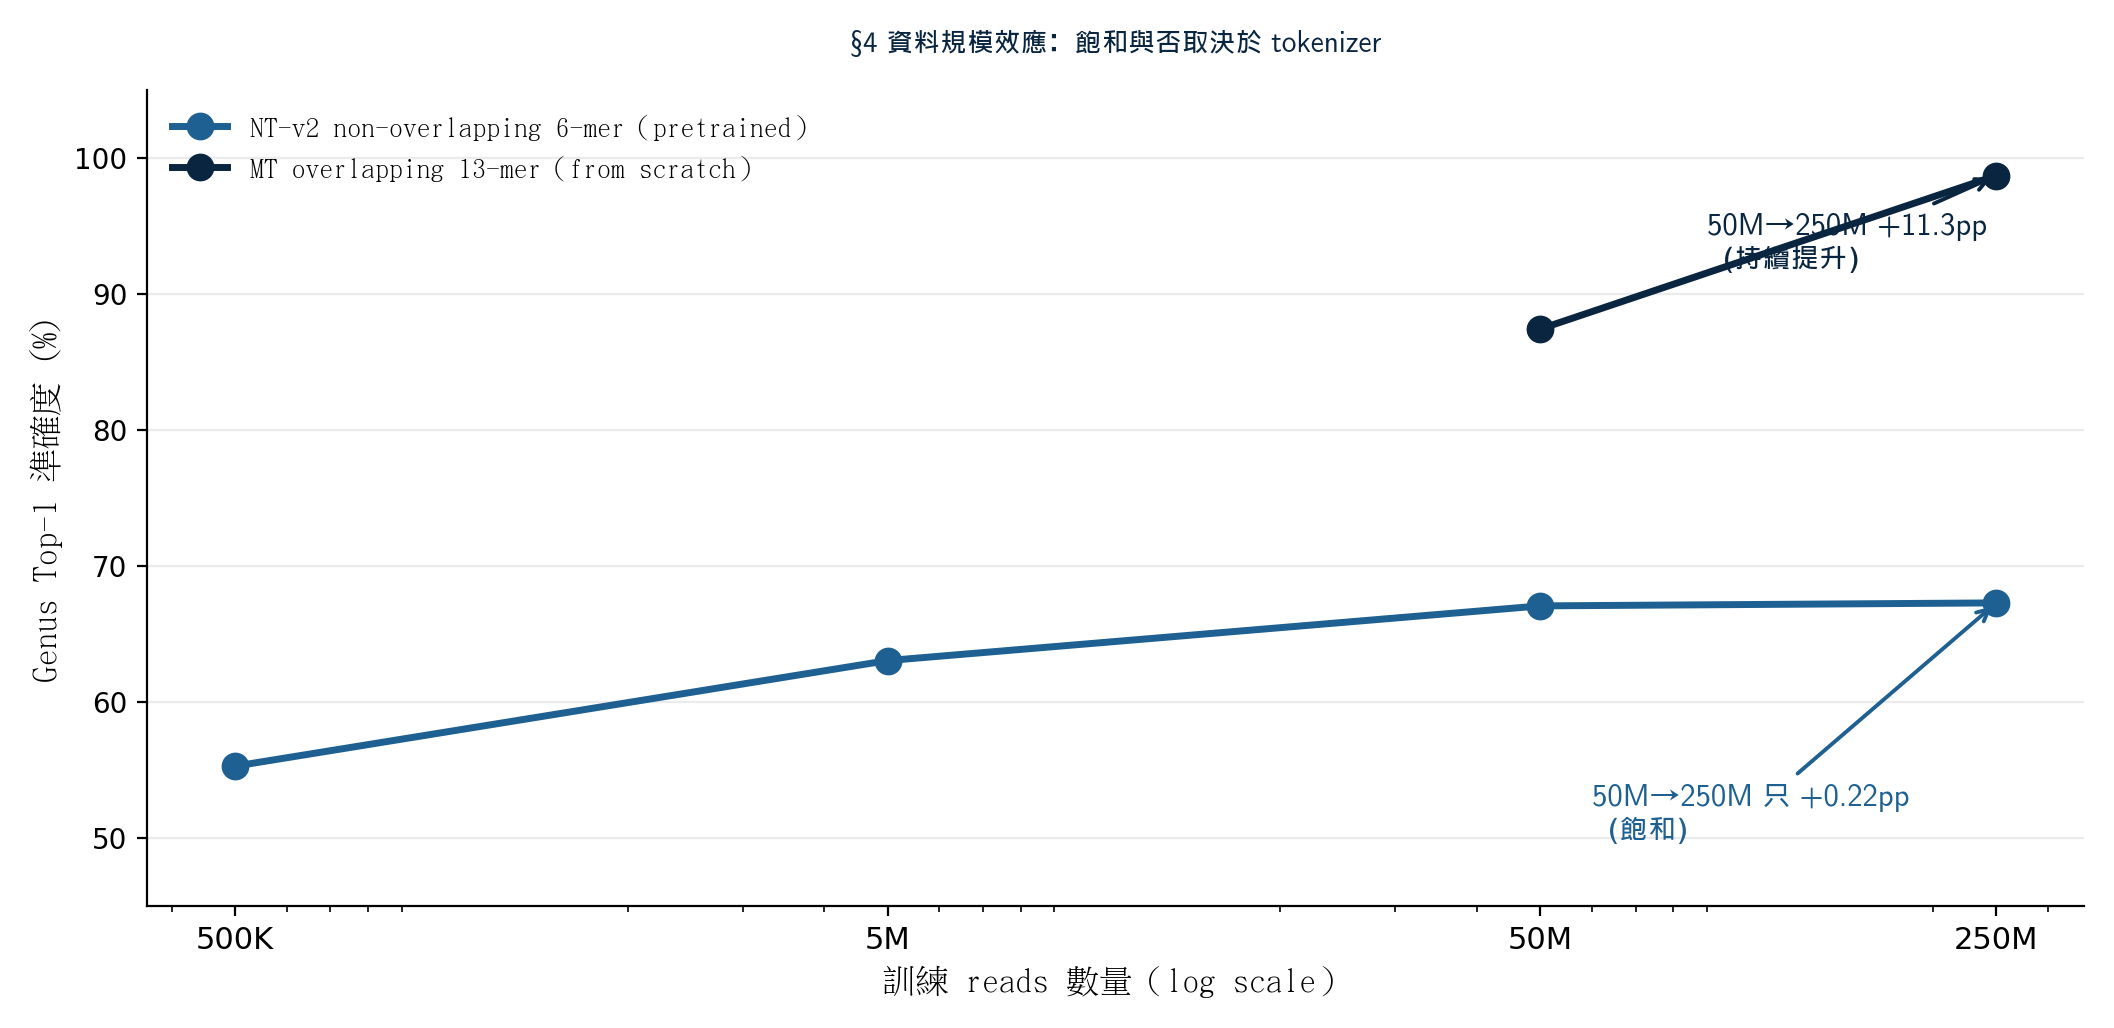 §4 資料規模效應：飽和與否取決於 tokenizer
NT-v2 non-overlapping 6-mer（pretrained）
MT overlapping 13-mer（from scratch）
100
90
80
70
60
50
Genus Top-1 準確度 (%)
50M→250M +11.3pp
(持續提升)
50M→250M 只 +0.22pp
(飽和)
500K
5M
50M
250M
訓練 reads 數量（log scale）